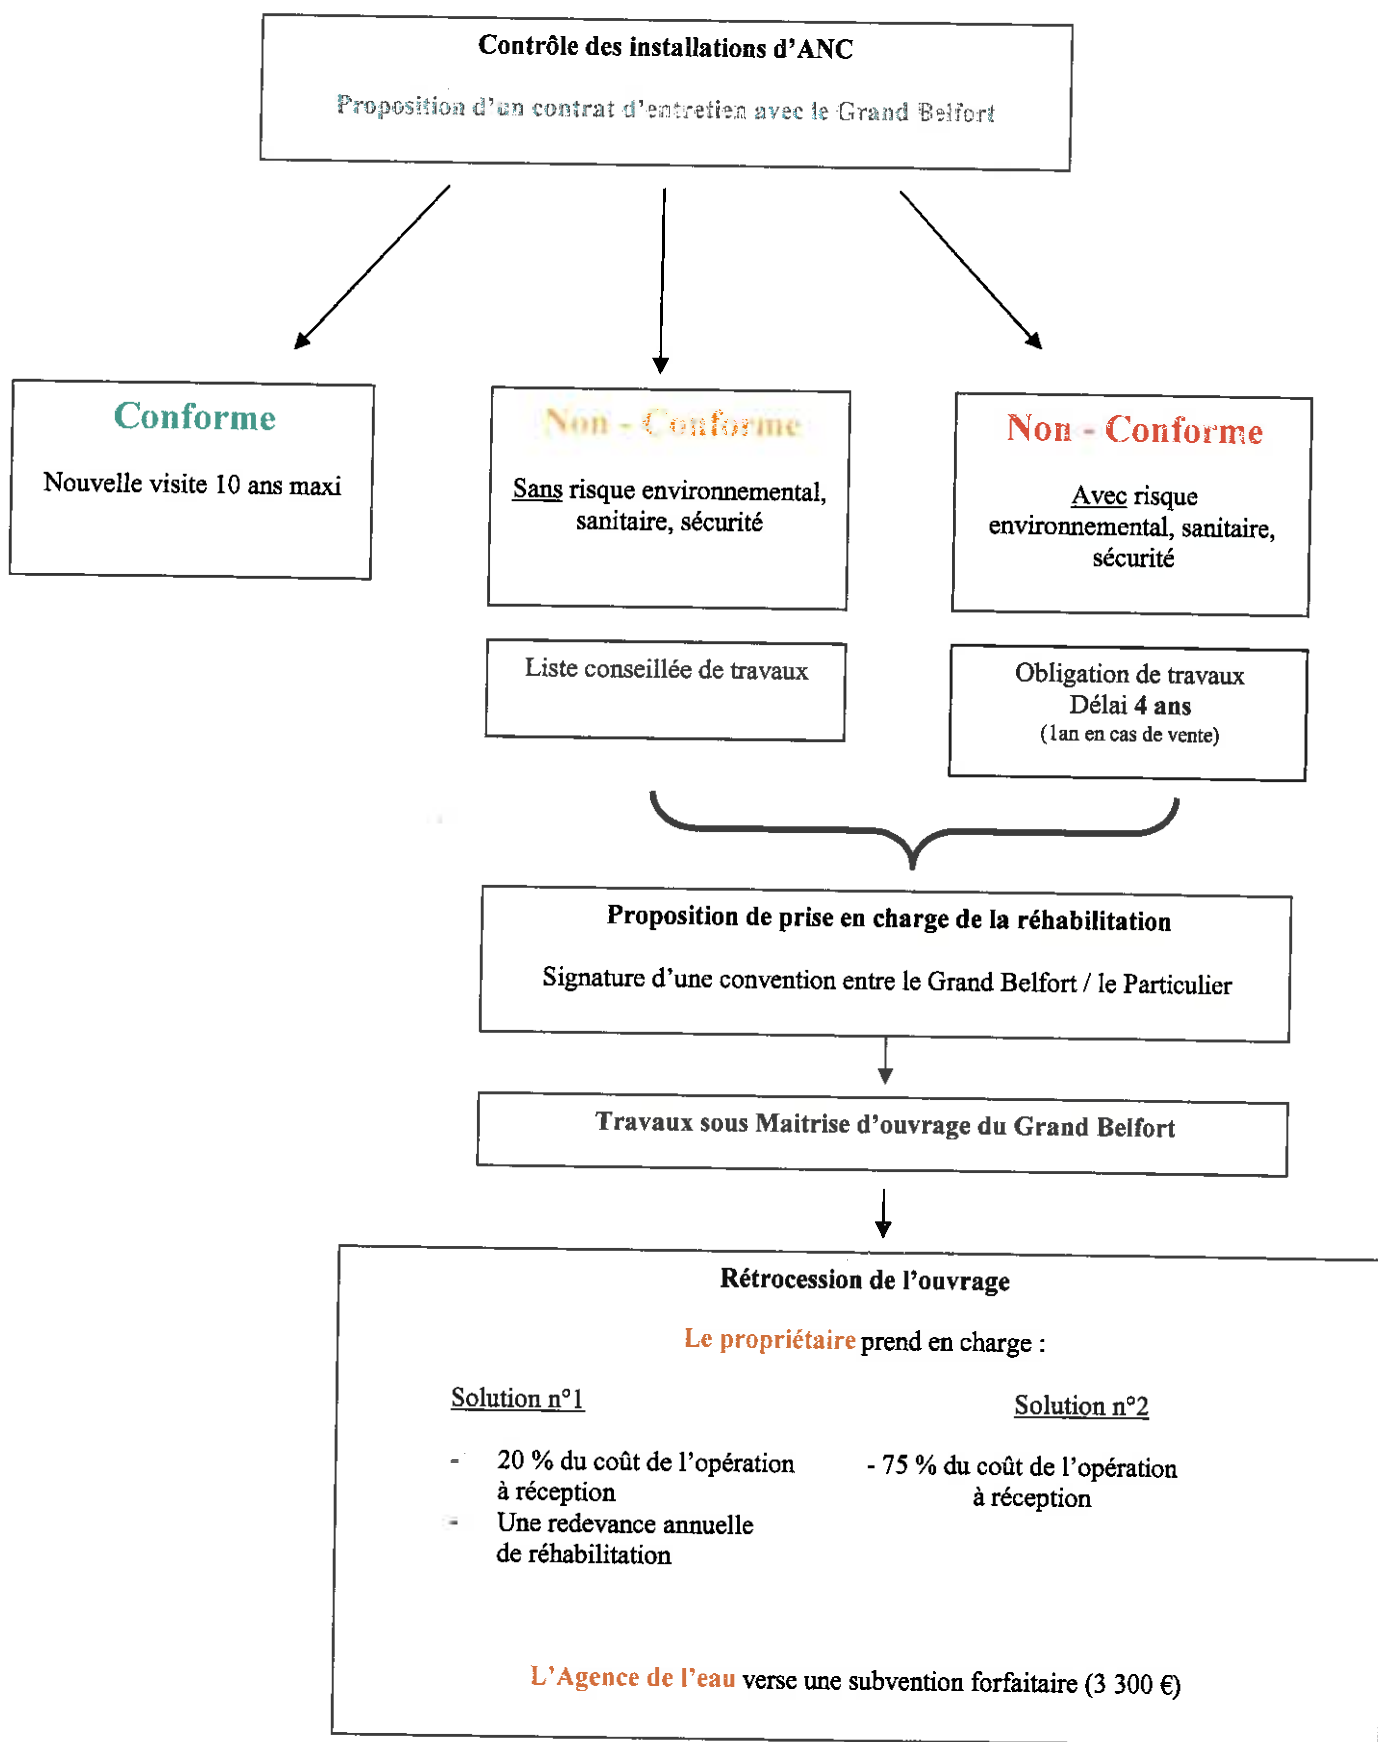 Contrôle des installations d'ANC
Proposition d'un contrat d'entretien avec le Grand Belfort
Conforme
Nouvelle visite 10 ans maxi
Non - Conforme
Sans risque environnemental,
sanitaire, sécurité
Non - Conforme
Avec risque
environnemental, sanitaire,
sécurité
Liste conseillée de travaux
Obligation de travaux
Délai 4 ans
(1an en cas de vente)
Proposition de prise en charge de la réhabilitation
Signature d'une convention entre le Grand Belfort / le Particulier
Travaux sous Maitrise d'ouvrage du Grand Belfort
Rétrocession de l'ouvrage
Le propriétaire prend en charge :
Solution n°1
- 20 % du coût de l'opération
à réception
- Une redevance annuelle
de réhabilitation
Solution n°2
- 75 % du coût de l'opération
à réception
L'Agence de l'eau verse une subvention forfaitaire (3 300 €)